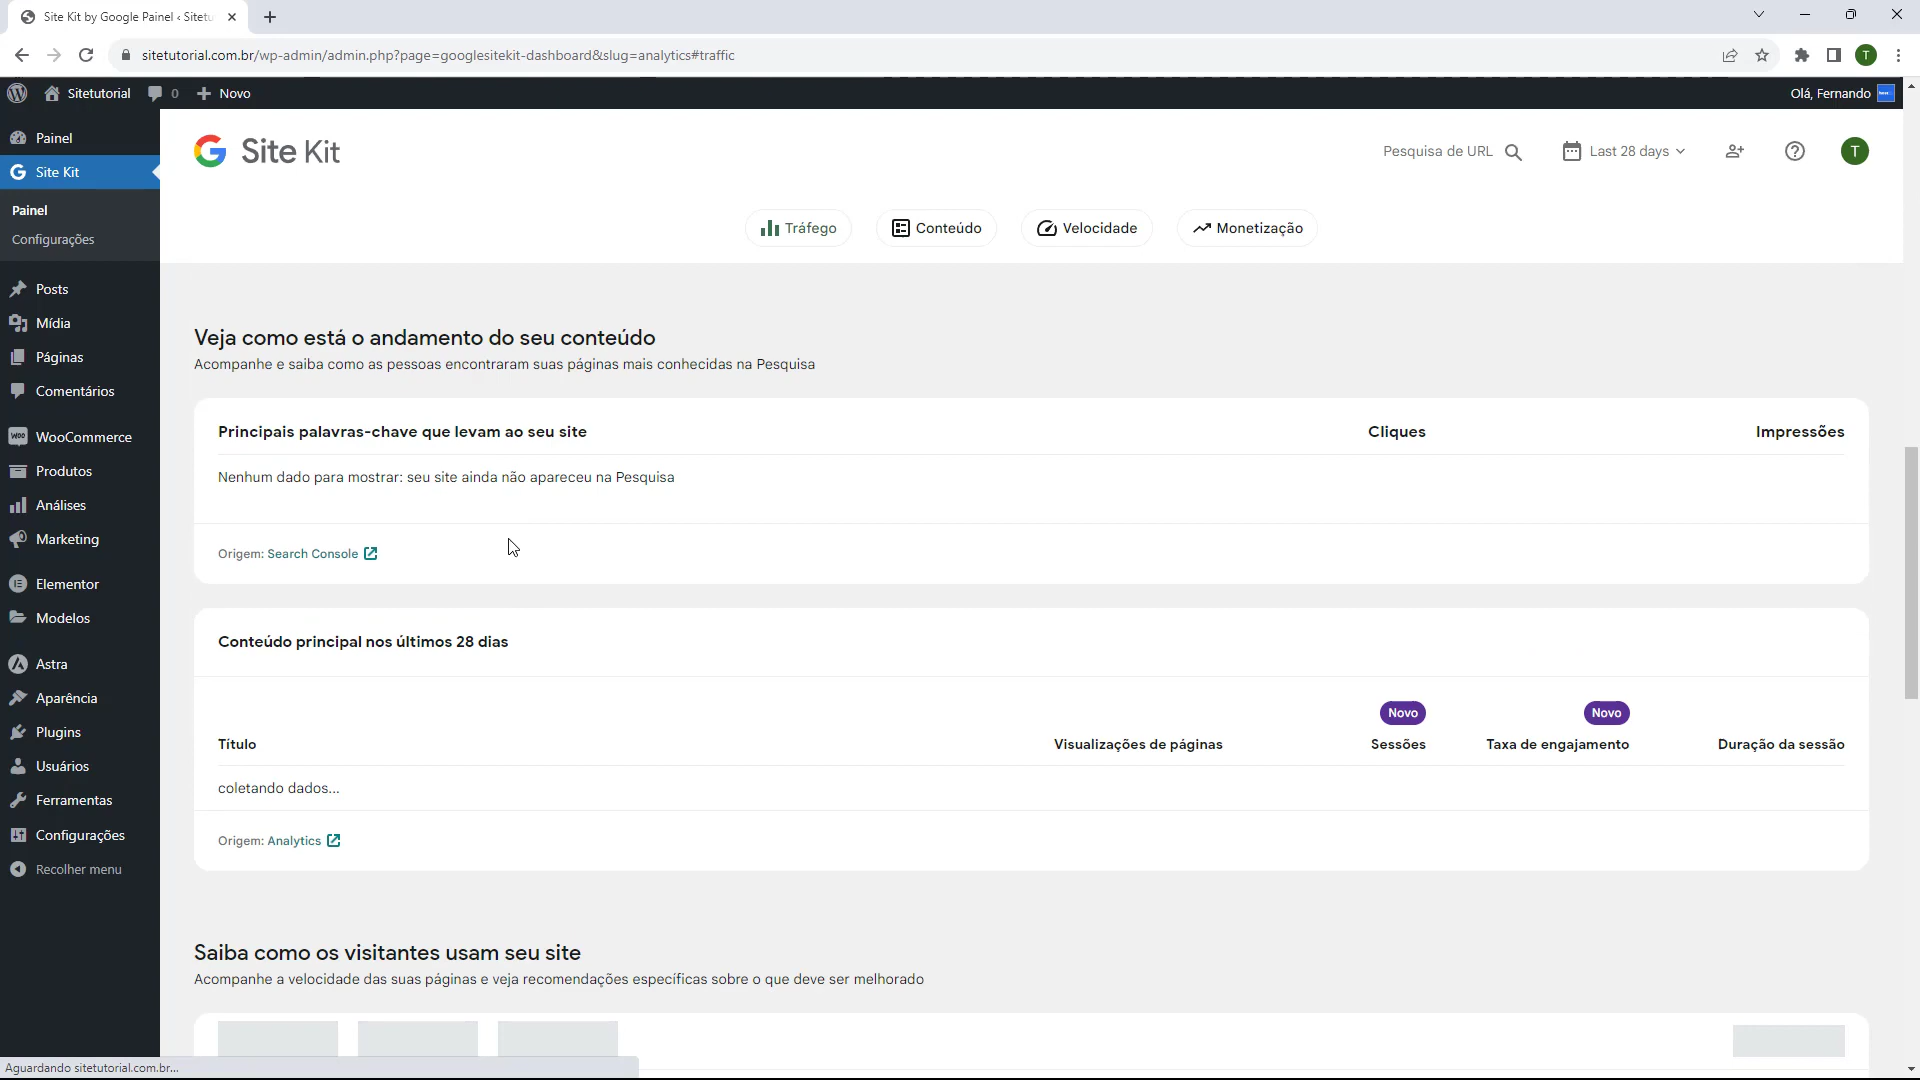 Site Kit by Google Painel ‹ Sitetu
sitetutorial.com.br/wp-admin/admin.php?page=googlesitekit-dashboard&slug=analytics#traffic
T
Sitetutorial
0
Novo
Olá, Fernando
Painel
Site Kit
Painel
Configurações
Posts
Mídia
Páginas
Comentários
WooCommerce
Produtos
Análises
Marketing
Elementor
Modelos
Astra
Aparência
Plugins
Usuários
Ferramentas
Configurações
Recolher menu
Site Kit
Pesquisa de URL
Last 28 days
T
Tráfego
Conteúdo
Velocidade
Monetização
Veja como está o andamento do seu conteúdo
Acompanhe e saiba como as pessoas encontraram suas páginas mais conhecidas na Pesquisa
Principais palavras-chave que levam ao seu site Cliques Impressões
Nenhum dado para mostrar: seu site ainda não apareceu na Pesquisa
Origem: Search Console
Conteúdo principal nos últimos 28 dias
Novo Novo
Título Visualizações de páginas Sessões Taxa de engajamento Duração da sessão
coletando dados...
Origem: Analytics
Saiba como os visitantes usam seu site
Acompanhe a velocidade das suas páginas e veja recomendações específicas sobre o que deve ser melhorado
Aguardando sitetutorial.com.br...